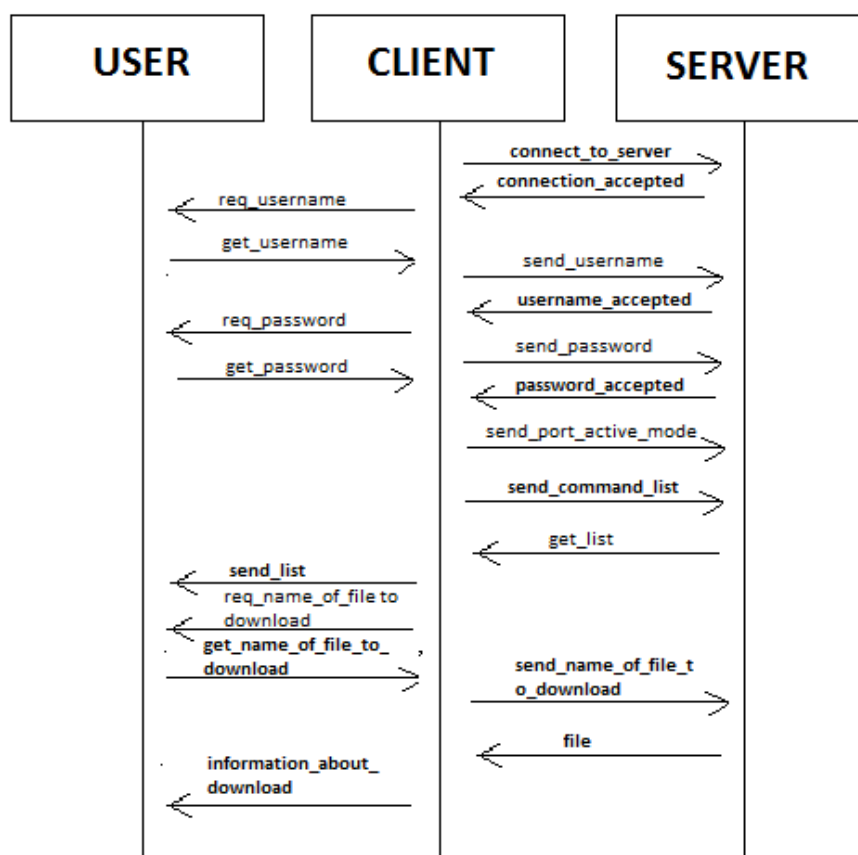 USER
CLIENT
SERVER
connect_to_server
connection_accepted
req_username
get_username
send_username
username_accepted
req_password
send_password
get_password
password_accepted
send_port_active_mode
send_command_list
get_list
send_list
req_name_of_file to
download
get_name_of_file_to_
download
send_name_of_file_t
o_download
file
information_about_
download